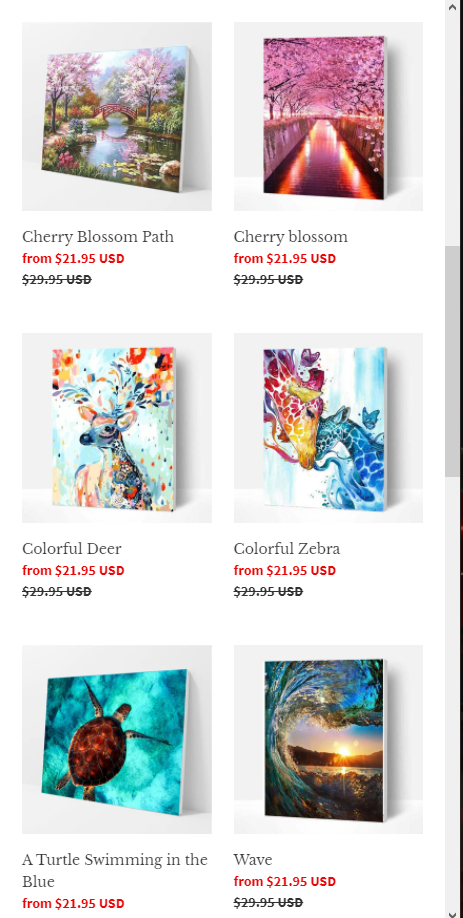 Cherry Blossom Path
from $21.95 USD
$29.95 USD
Cherry blossom
from $21.95 USD
$29.95 USD
Colorful Deer
from $21.95 USD
$29.95 USD
Colorful Zebra
from $21.95 USD
$29.95 USD
A Turtle Swimming in the
Blue
from $21.95 USD
Wave
from $21.95 USD
$29.95 USD